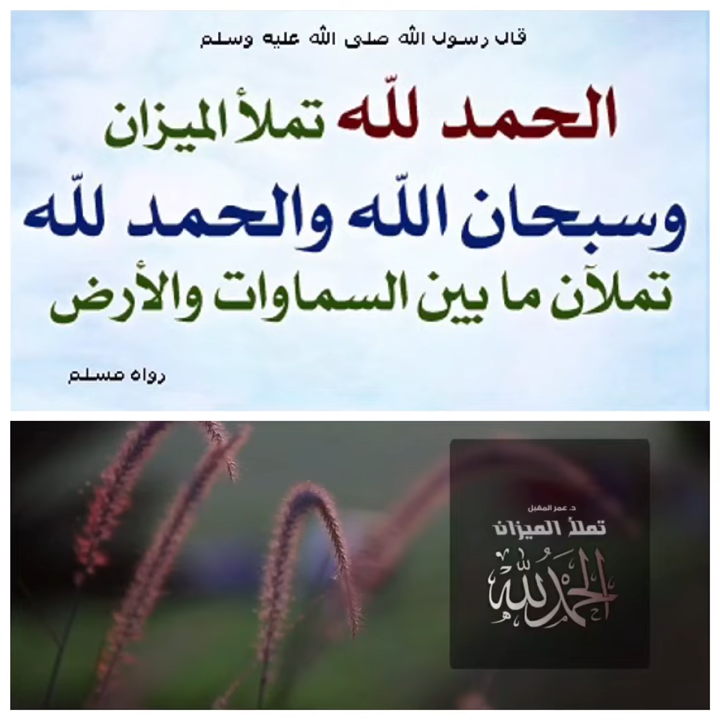 قال رسول الله صلى الله عليه وسلم
الحمد لله تملأ الميزان
وسبحان الله والحمد لله
تملآن ما بين السماوات والأرض
رواه مسلم
د. عمر المقبل
تملأ الميزان
الحمد لله